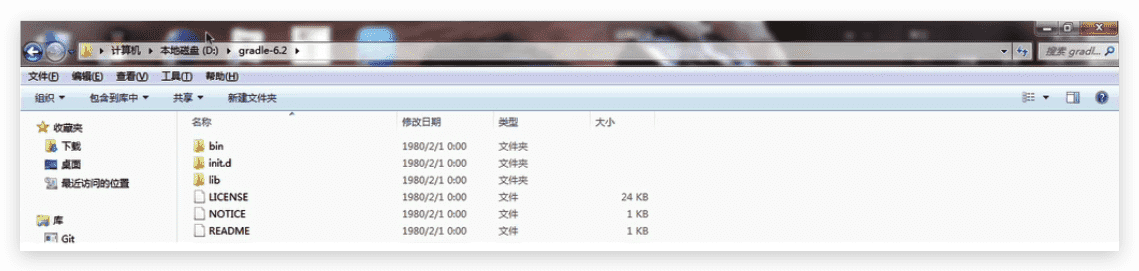 计算机 本地磁盘 (D:) gradle-6.2 搜索 gradl...
文件(F) 编辑(E) 查看(V) 工具(T) 帮助(H)
组织 包含到库中 共享 新建文件夹
收藏夹
下载
桌面
最近访问的位置
库
Git
名称 修改日期 类型 大小
bin 1980/2/1 0:00 文件夹
init.d 1980/2/1 0:00 文件夹
lib 1980/2/1 0:00 文件夹
LICENSE 1980/2/1 0:00 文件 24 KB
NOTICE 1980/2/1 0:00 文件 1 KB
README 1980/2/1 0:00 文件 1 KB